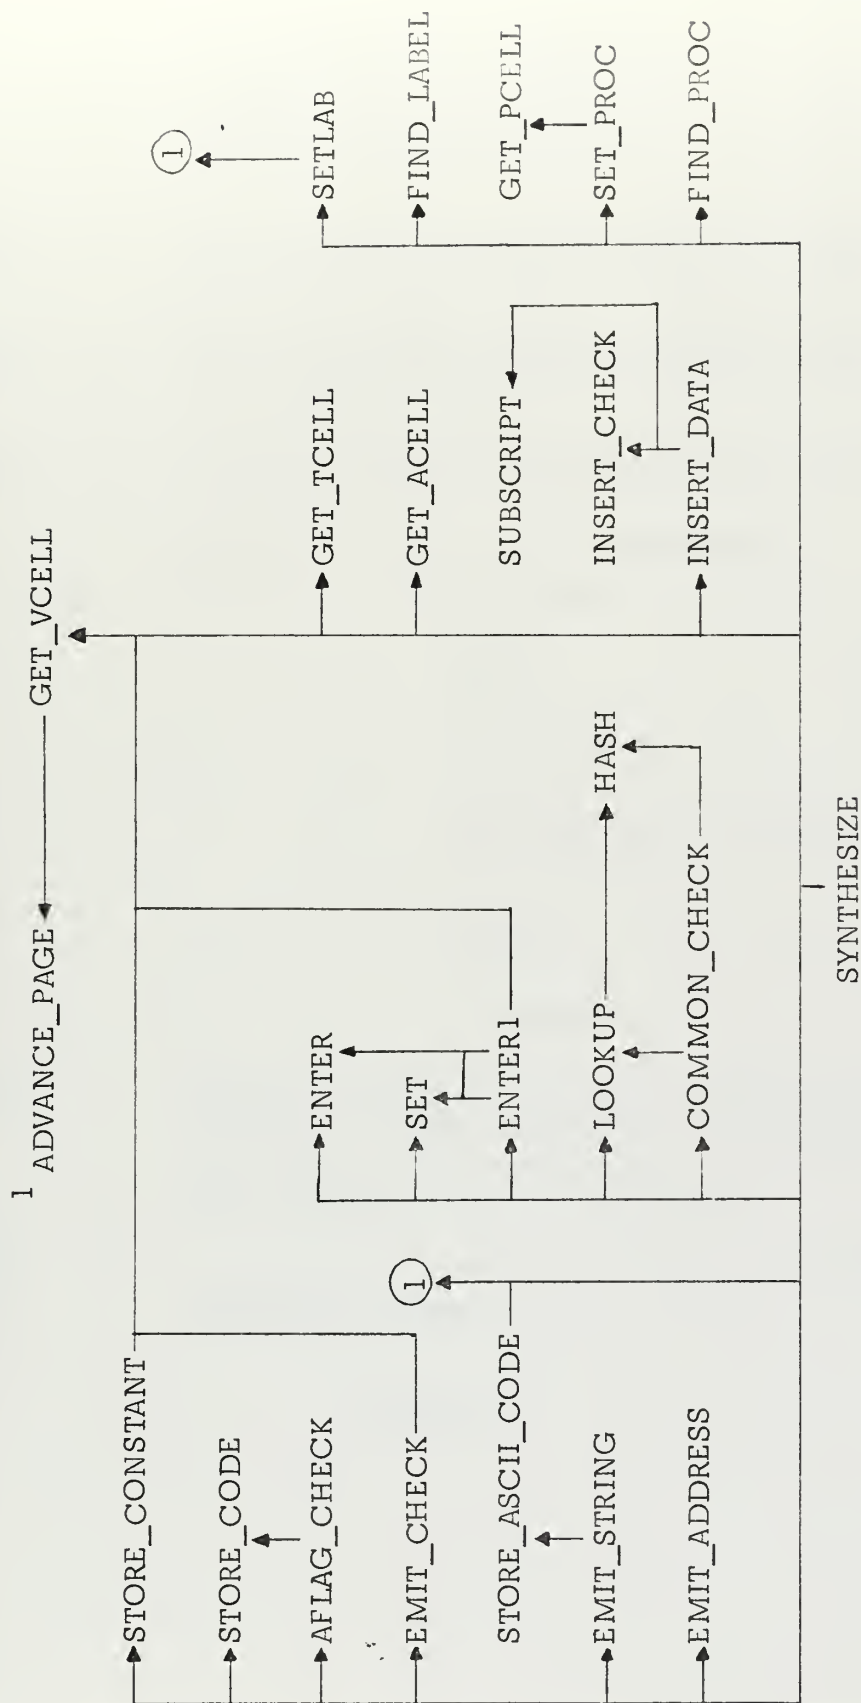 1 ADVANCE_PAGE
GET_VCELL
STORE_CONSTANT
STORE_CODE
AFLAG_CHECK
EMIT_CHECK
STORE_ASCII_CODE
EMIT_STRING
EMIT_ADDRESS
1
ENTER
SET
ENTER1
LOOKUP
HASH
COMMON_CHECK
GET_TCELL
GET_ACELL
SUBSCRIPT
INSERT_CHECK
INSERT_DATA
1
SETLAB
FIND_LABEL
GET_PCELL
SET_PROC
FIND_PROC
SYNTHESIZE